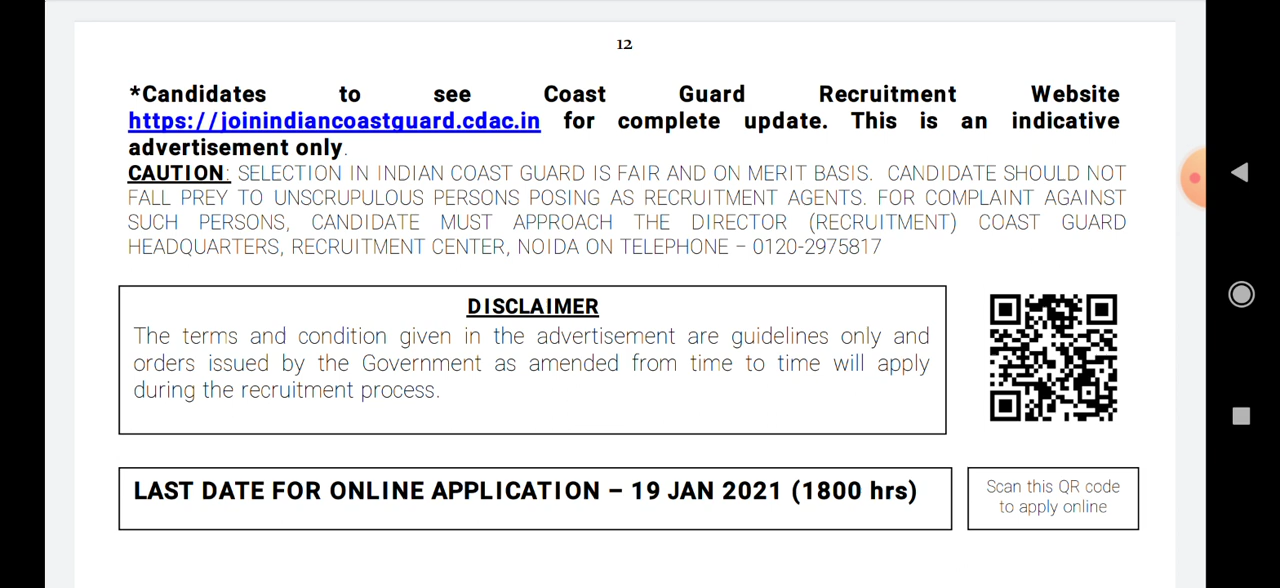 12
*Candidates to see Coast Guard Recruitment Website
https://joinindiancoastguard.cdac.in for complete update. This is an indicative
advertisement only.
CAUTION: SELECTION IN INDIAN COAST GUARD IS FAIR AND ON MERIT BASIS. CANDIDATE SHOULD NOT
FALL PREY TO UNSCRUPULOUS PERSONS POSING AS RECRUITMENT AGENTS. FOR COMPLAINT AGAINST
SUCH PERSONS, CANDIDATE MUST APPROACH THE DIRECTOR (RECRUITMENT) COAST GUARD
HEADQUARTERS, RECRUITMENT CENTER, NOIDA ON TELEPHONE – 0120-2975817
DISCLAIMER
The terms and condition given in the advertisement are guidelines only and
orders issued by the Government as amended from time to time will apply
during the recruitment process.
LAST DATE FOR ONLINE APPLICATION – 19 JAN 2021 (1800 hrs)
Scan this QR code
to apply online